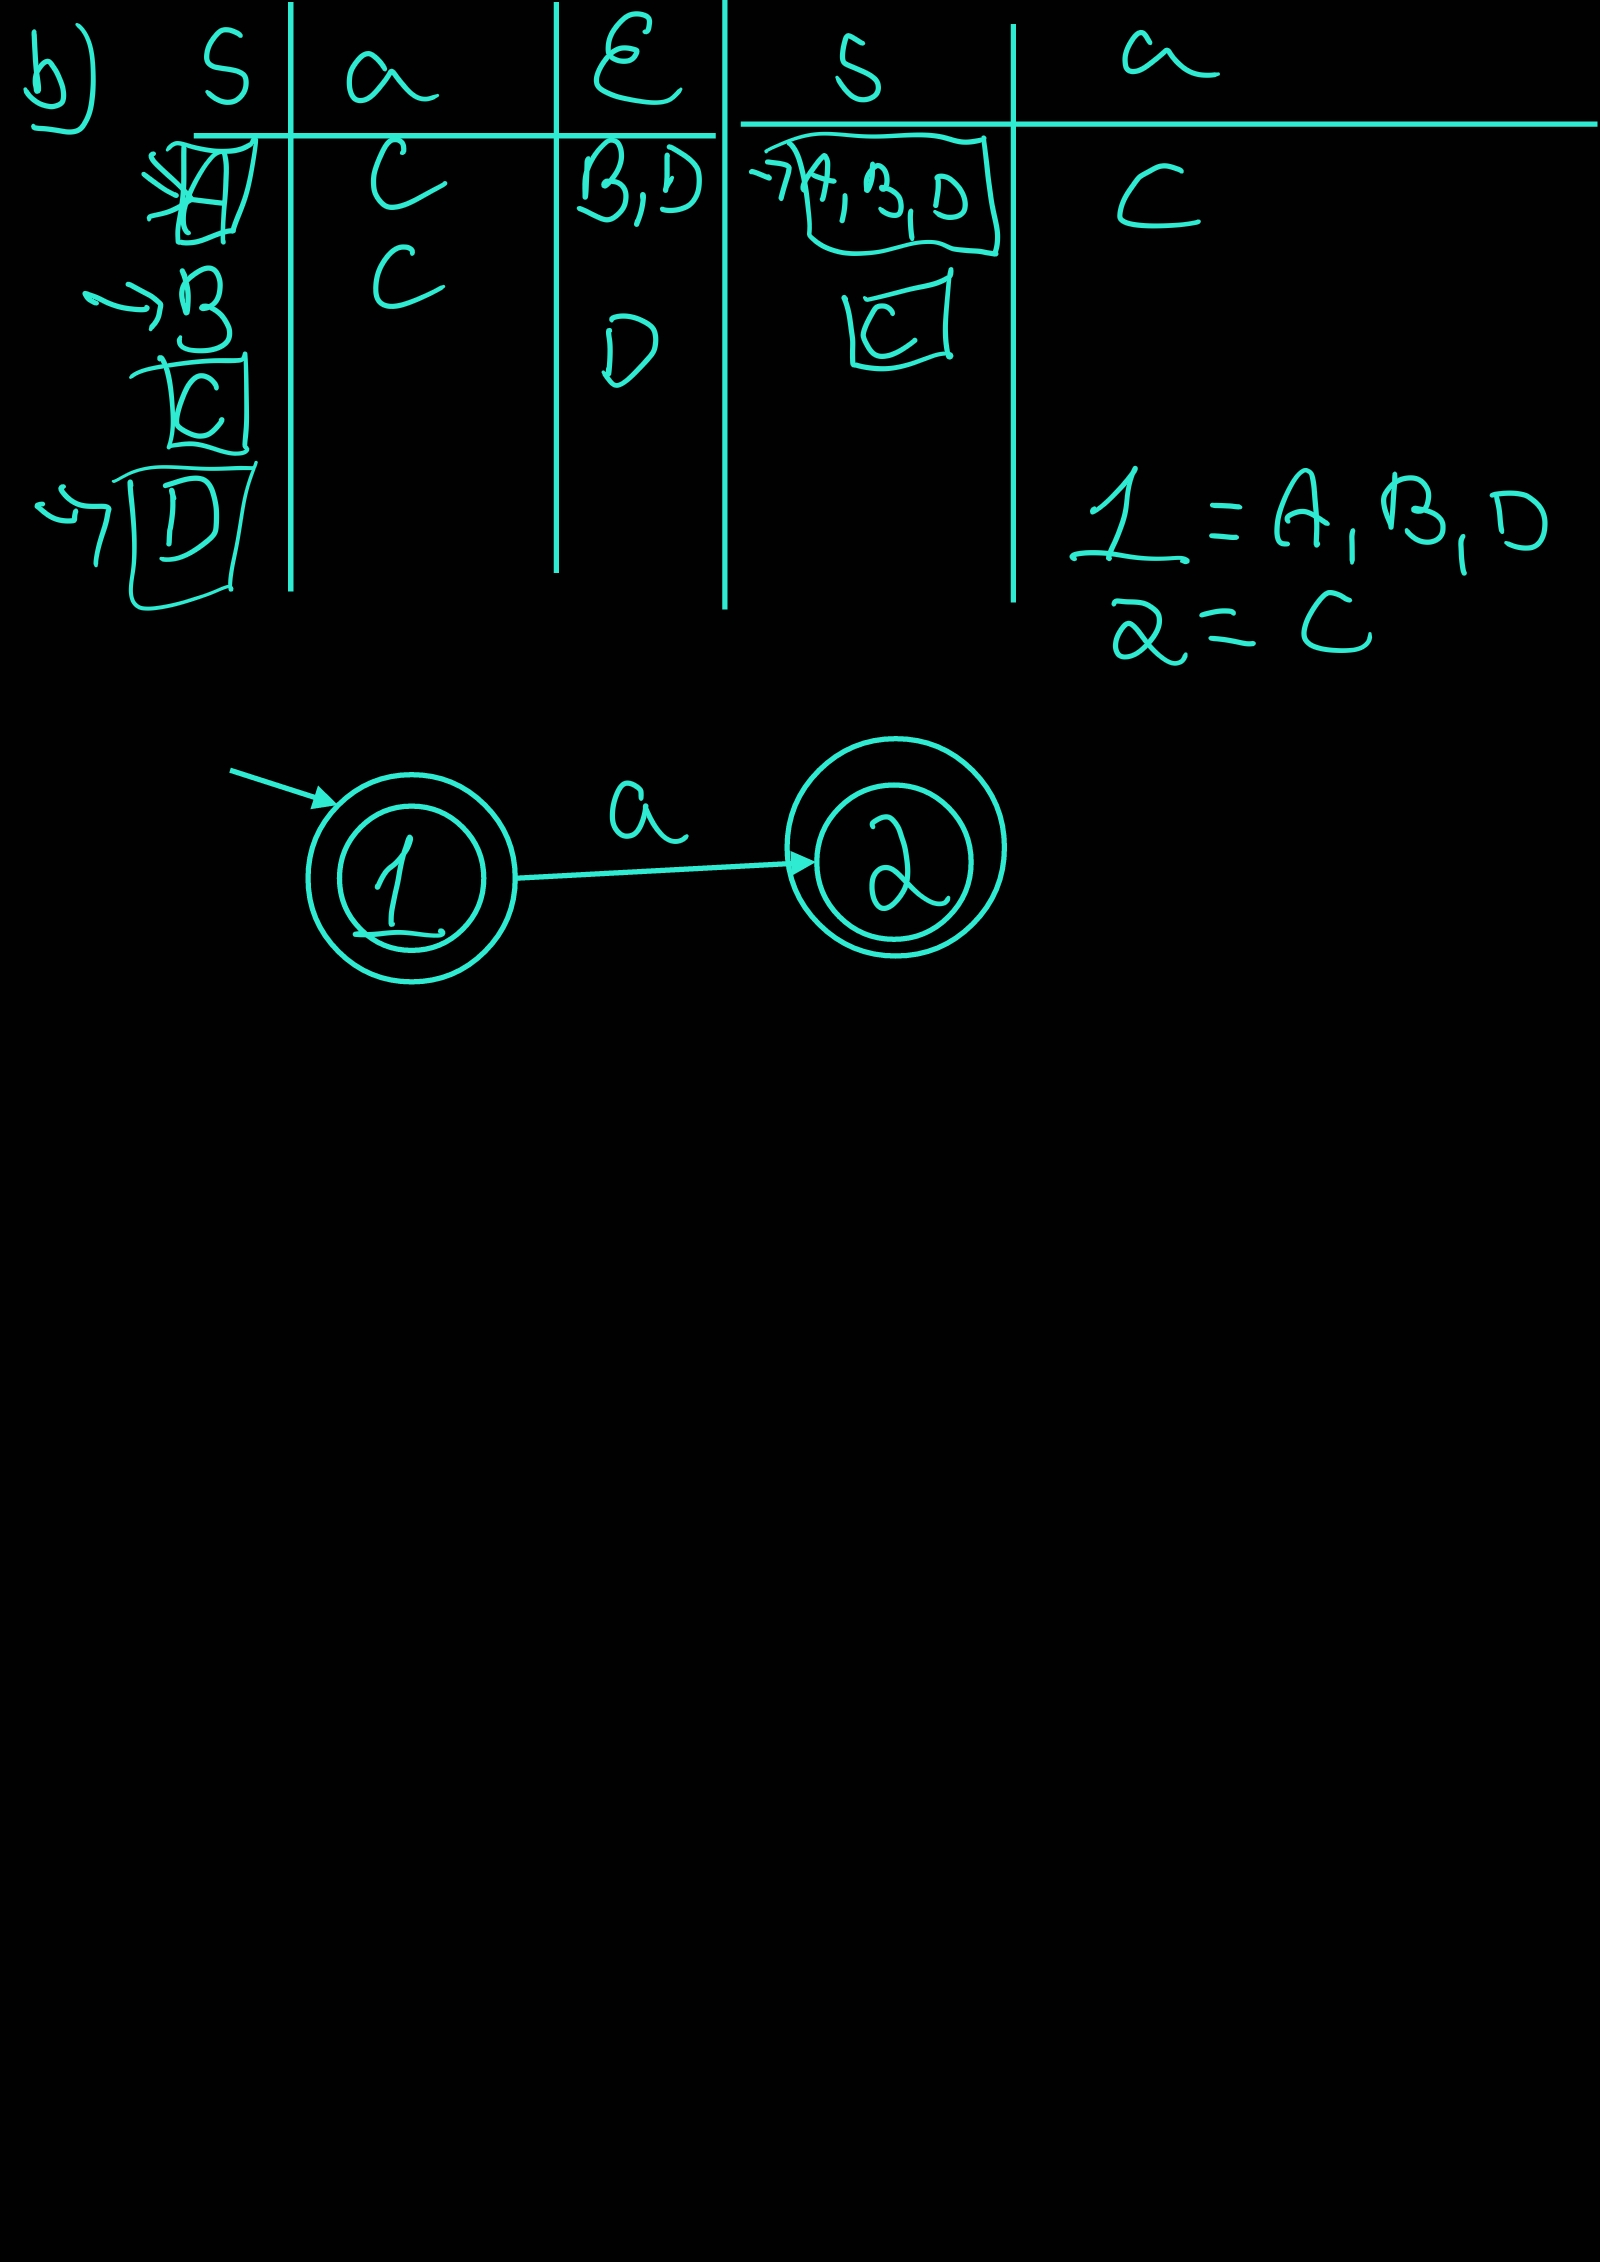 b) S a ε S a
→A C B,D →A,B,D C
→B C
D C
C
→D
1 = A, B, D
2 = C
a
1 2